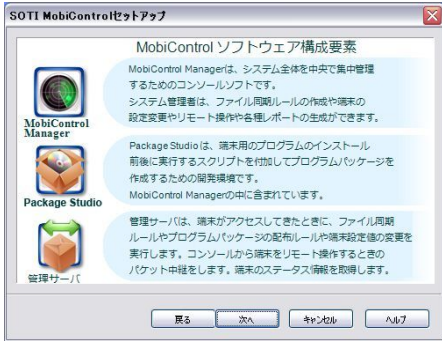 SOTI MobiControlセットアップ
MobiControl ソフトウェア構成要素
MobiControl Managerは、システム全体を中央で集中管理
するためのコンソールソフトです。
システム管理者は、ファイル同期ルールの作成や端末の
設定変更やリモート操作や各種レポートの生成ができます。
MobiControl
Manager
Package Studioは、端末用のプログラムのインストール
前後に実行するスクリプトを付加してプログラムパッケージを
作成するための開発環境です。
MobiControl Managerの中に含まれています。
Package Studio
管理サーバは、端末がアクセスしてきたときに、ファイル同期
ルールやプログラムパッケージの配布ルールや端末設定値の変更を
実行します。コンソールから端末をリモート操作するときの
パケット中継をします。端末のステータス情報を取得します。
管理サーバ
戻る
次へ
キャンセル
ヘルプ